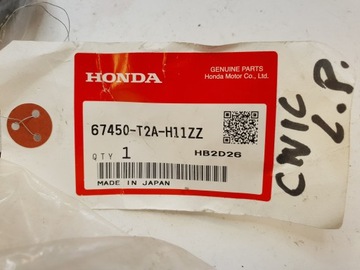 HONDA
GENUINE PARTS
Honda Motor Co., Ltd.
67450-T2A-H11ZZ
QTY 1
HB2D26
MADE IN JAPAN
CIVIC
L.P.